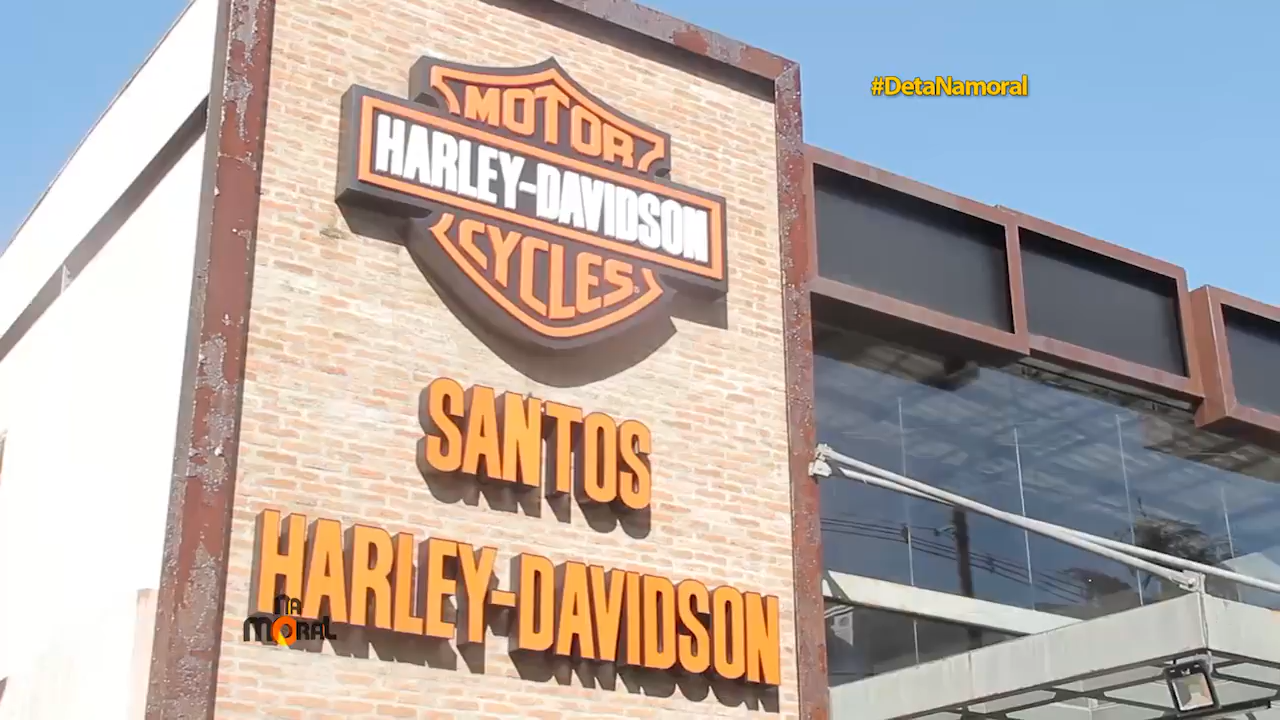 #DetaNamoral
MOTOR
HARLEY-DAVIDSON
CYCLES
SANTOS
HARLEY-DAVIDSON
NA
MORAL